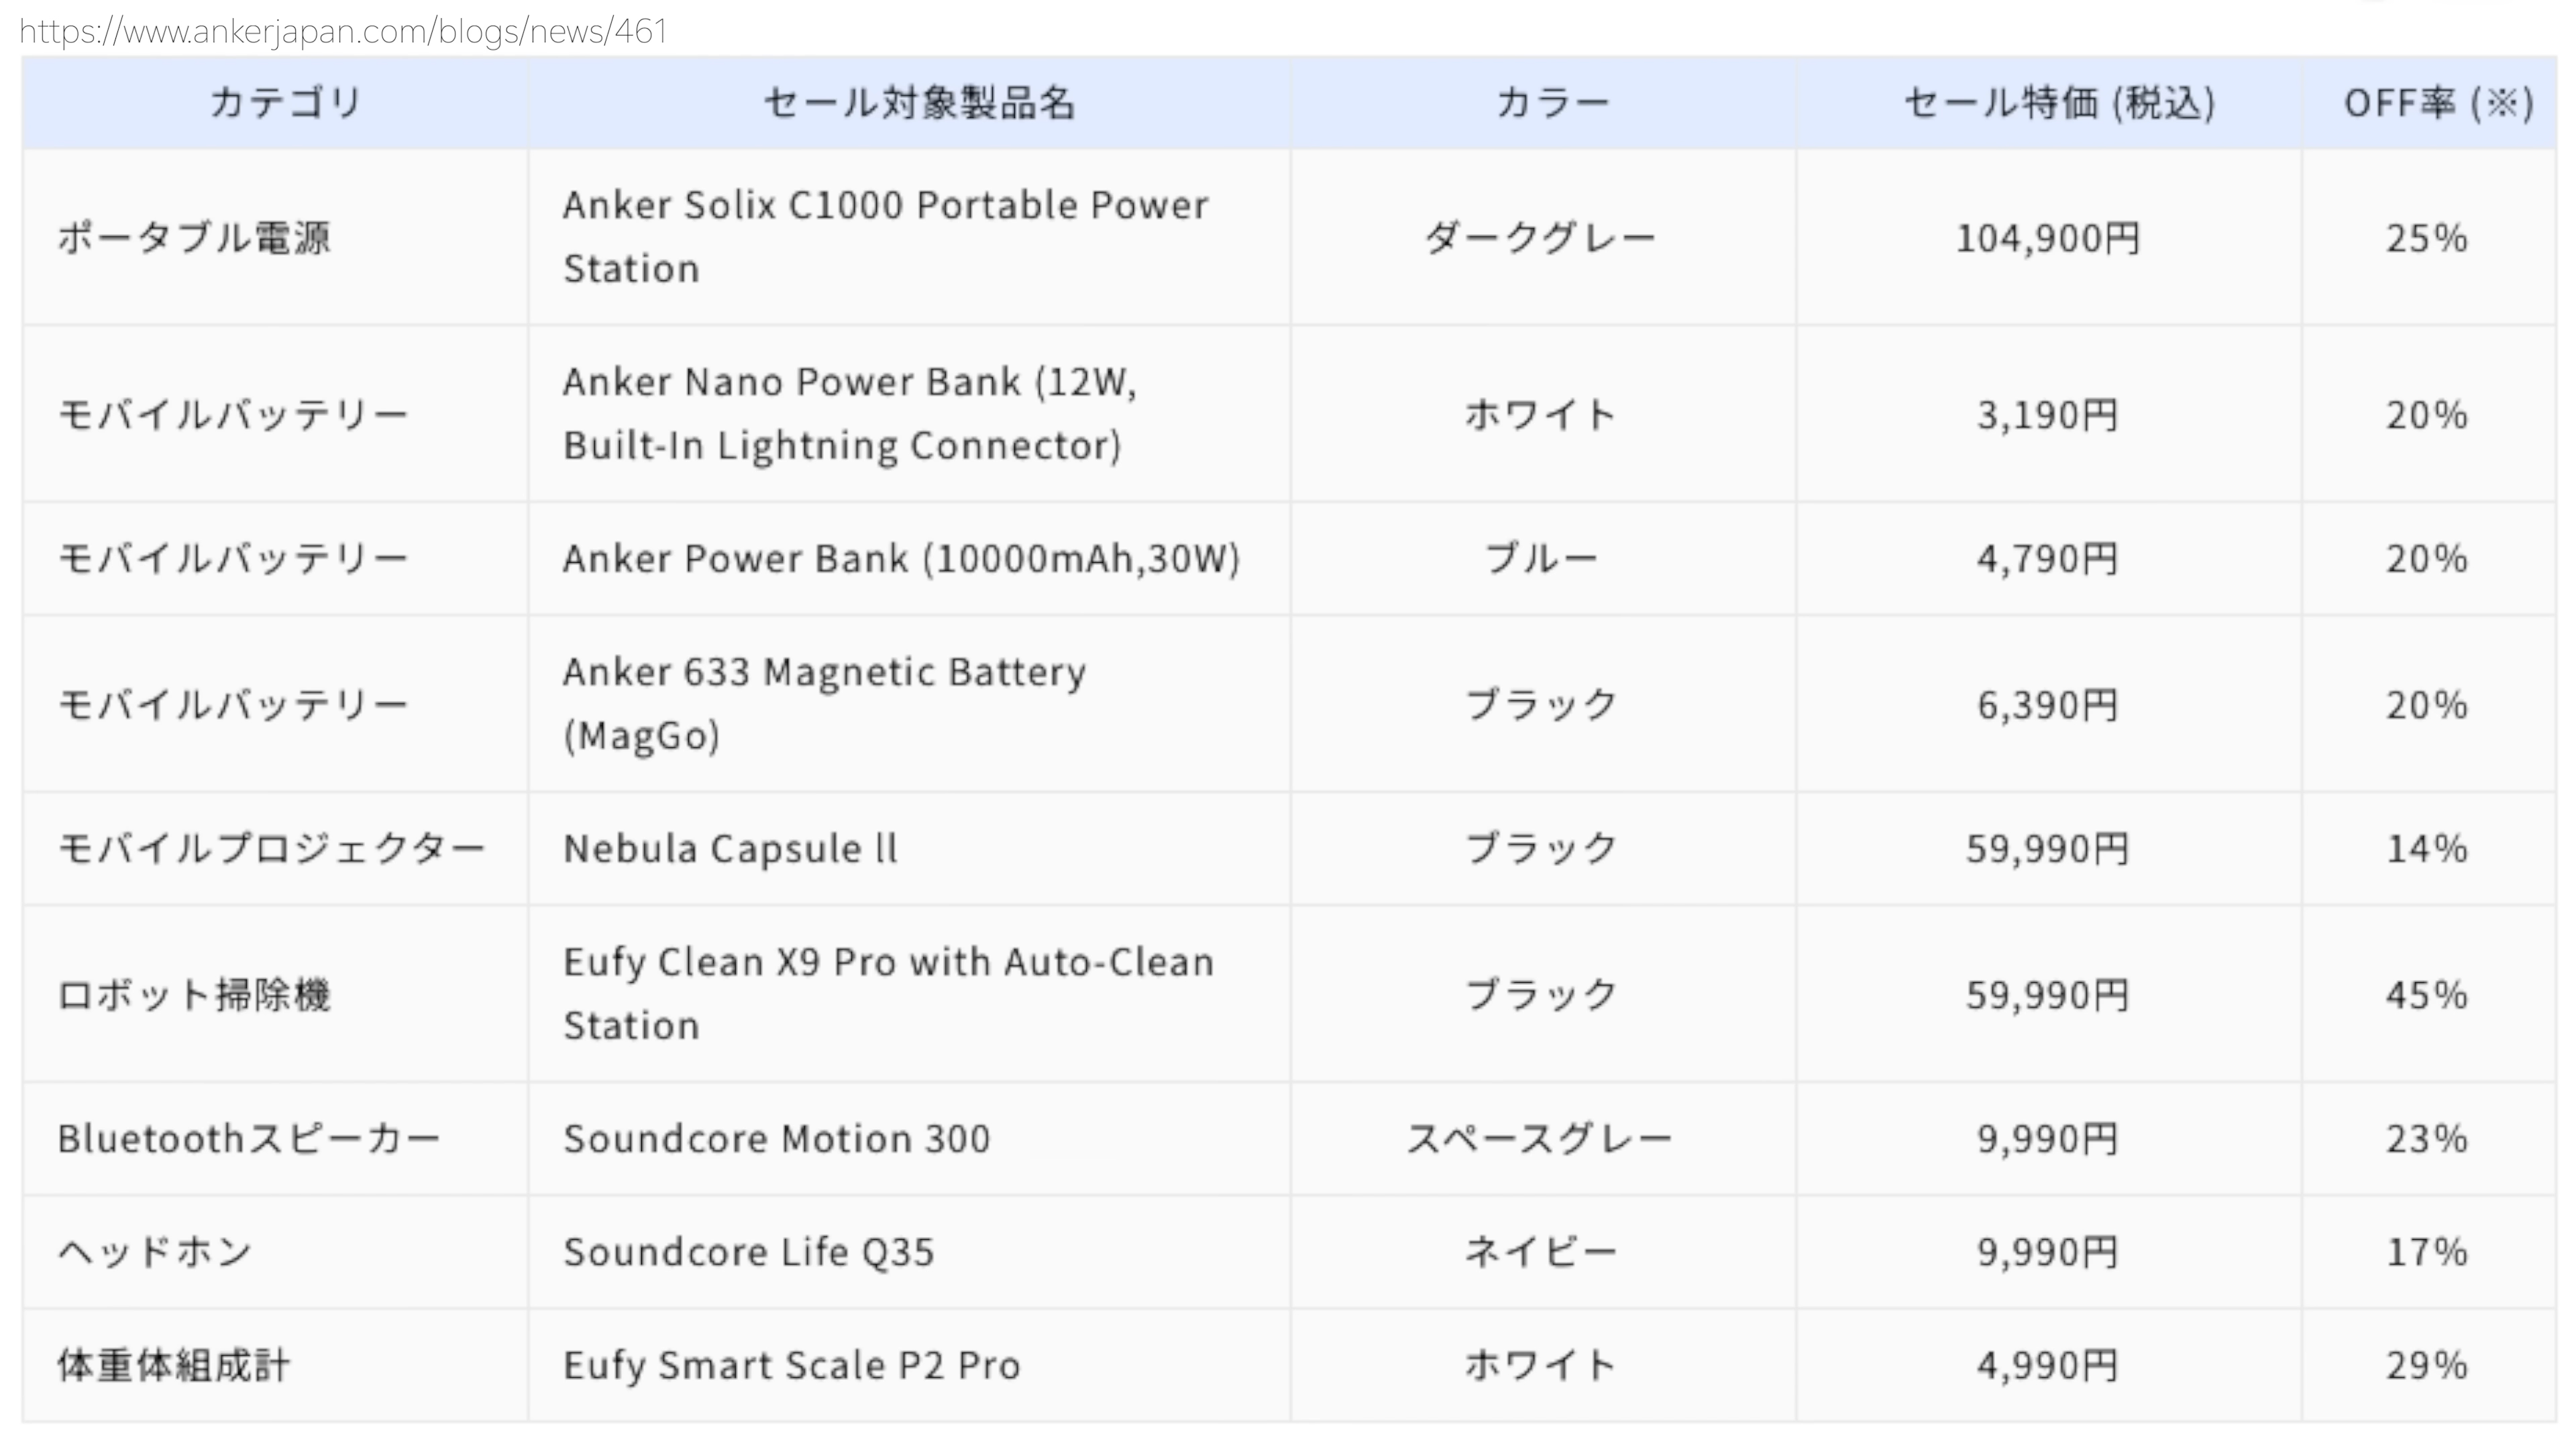 https://www.ankerjapan.com/blogs/news/461
カテゴリ セール対象製品名 カラー セール特価 (税込) OFF率 (※)
ポータブル電源 Anker Solix C1000 Portable Power
Station ダークグレー 104,900円 25%
モバイルバッテリー Anker Nano Power Bank (12W,
Built-In Lightning Connector) ホワイト 3,190円 20%
モバイルバッテリー Anker Power Bank (10000mAh,30W) ブルー 4,790円 20%
モバイルバッテリー Anker 633 Magnetic Battery
(MagGo) ブラック 6,390円 20%
モバイルプロジェクター Nebula Capsule ll ブラック 59,990円 14%
ロボット掃除機 Eufy Clean X9 Pro with Auto-Clean
Station ブラック 59,990円 45%
Bluetoothスピーカー Soundcore Motion 300 スペースグレー 9,990円 23%
ヘッドホン Soundcore Life Q35 ネイビー 9,990円 17%
体重体組成計 Eufy Smart Scale P2 Pro ホワイト 4,990円 29%